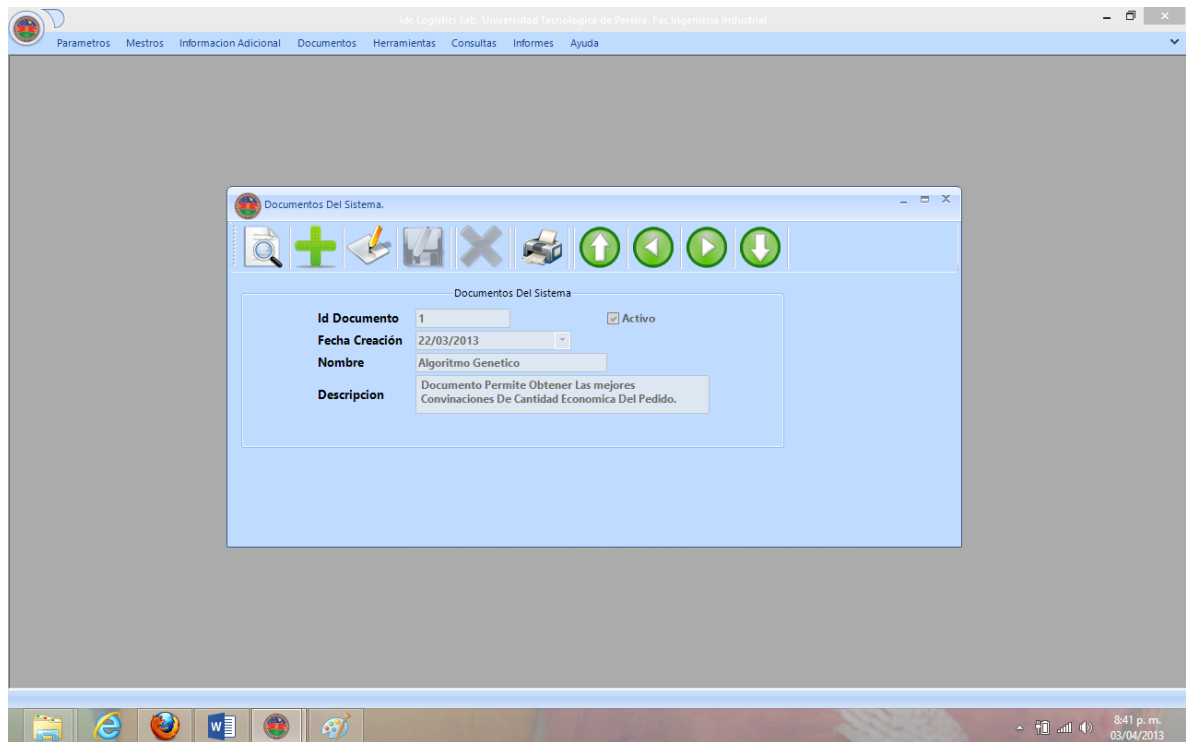 Idc Logistics Lab. Universidad Tecnologica de Pereira. Fac Ingenieria Industrial
Parametros Mestros Informacion Adicional Documentos Herramientas Consultas Informes Ayuda
Documentos Del Sistema.
Documentos Del Sistema
Id Documento 1 Activo
Fecha Creación 22/03/2013
Nombre Algoritmo Genetico
Descripcion Documento Permite Obtener Las mejores
Convinaciones De Cantidad Economica Del Pedido.
8:41 p. m.
03/04/2013